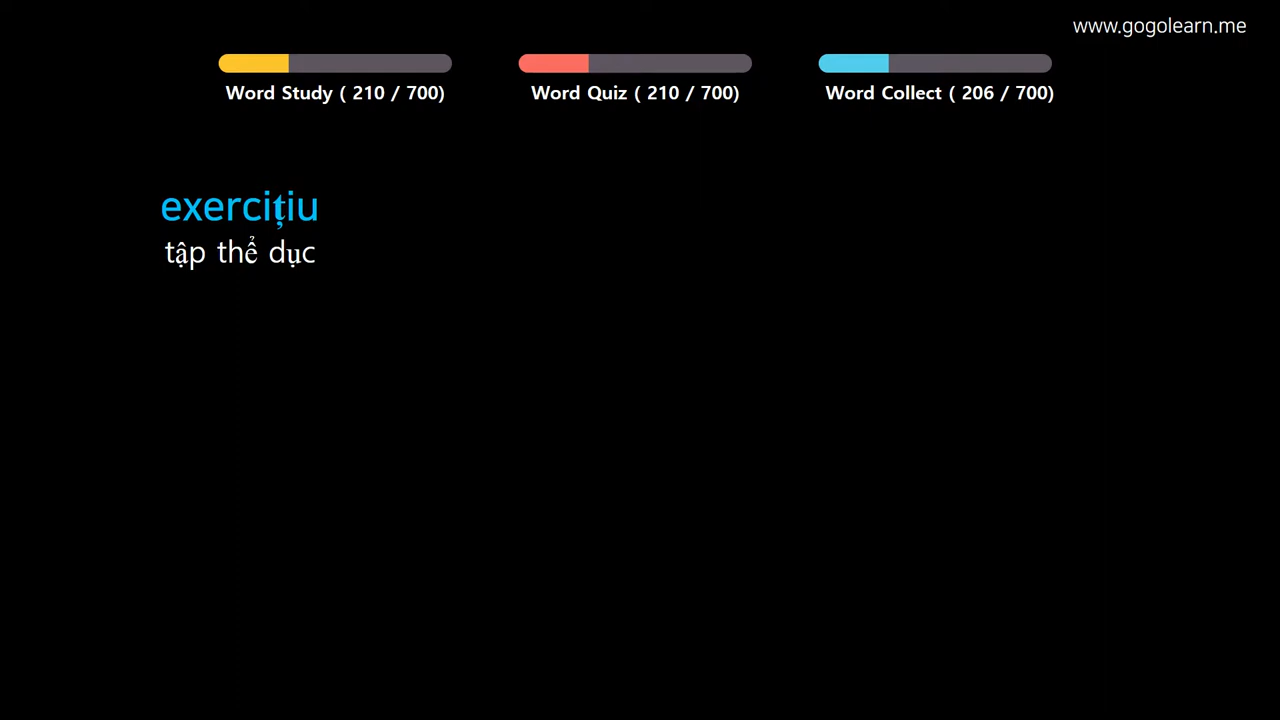 www.gogolearn.me
Word Study ( 210 / 700)
Word Quiz ( 210 / 700)
Word Collect ( 206 / 700)
exercițiu
tập thể dục